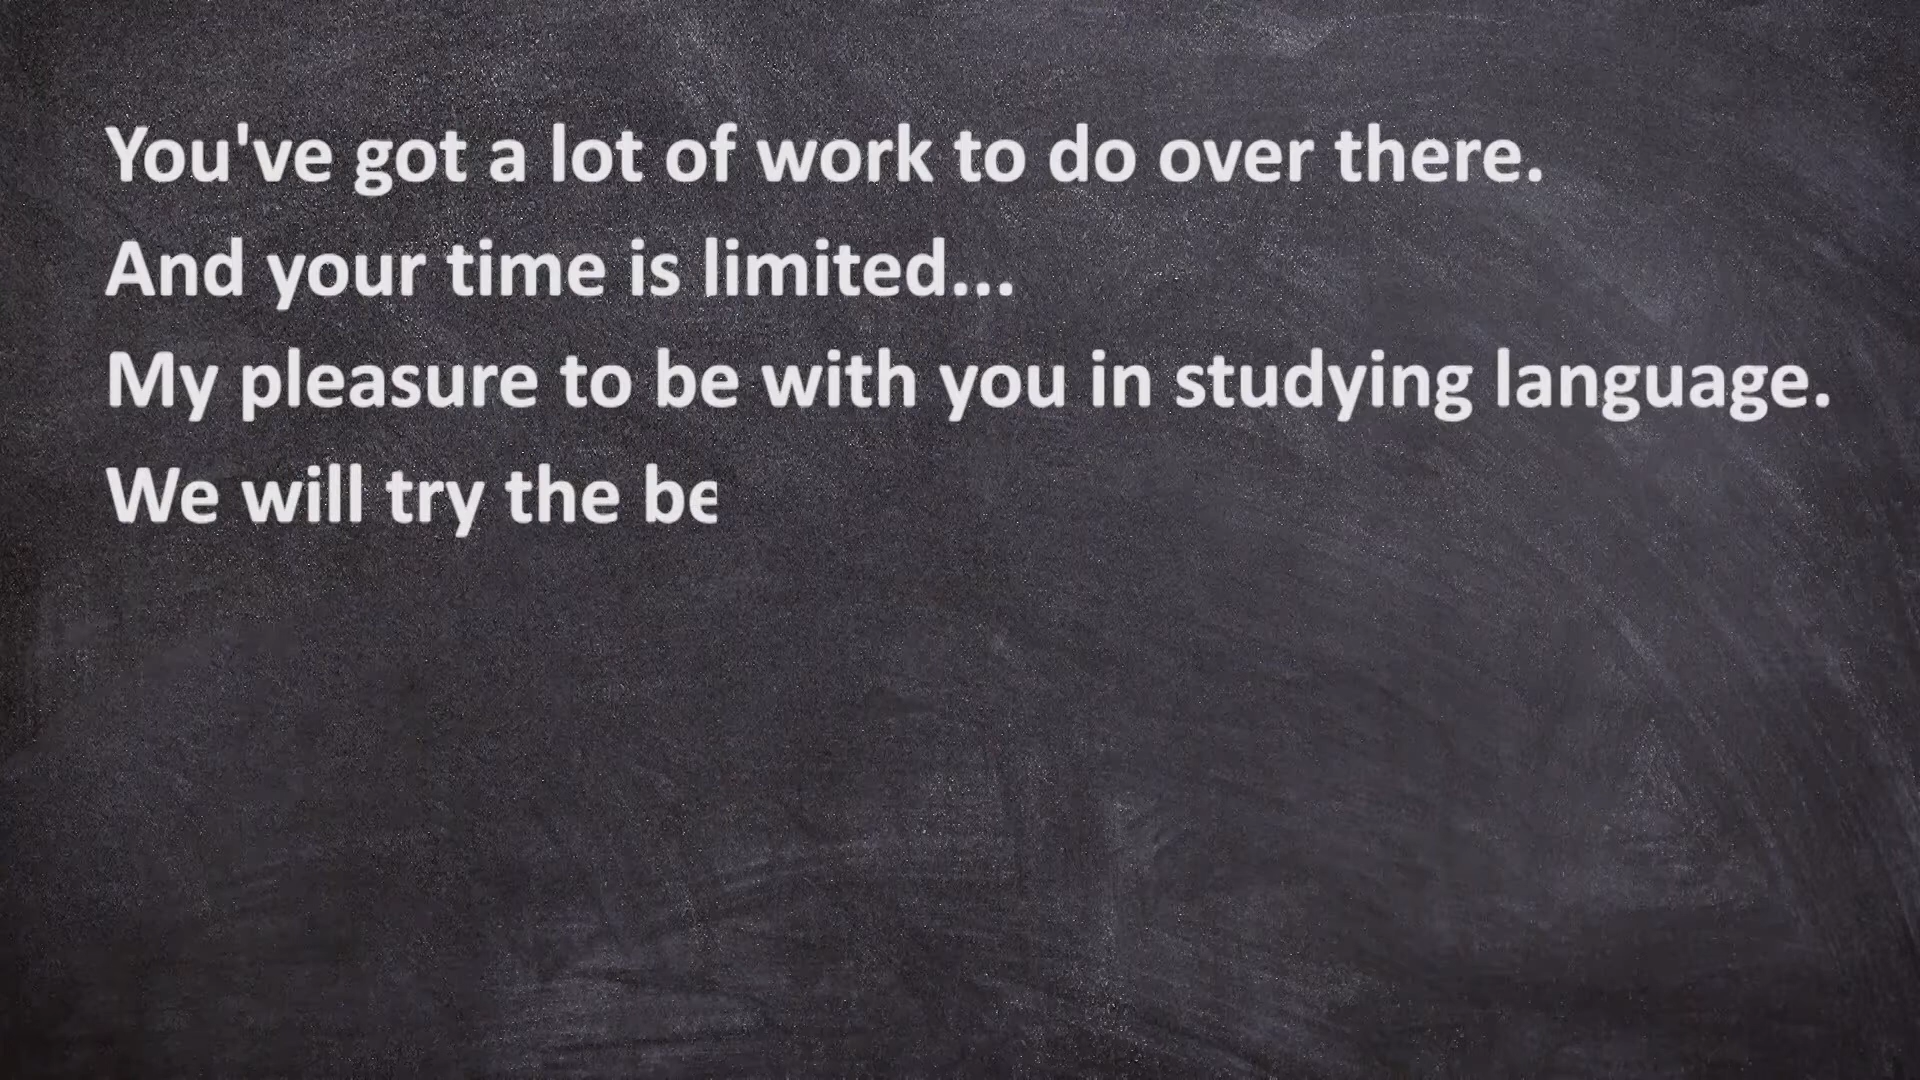 You've got a lot of work to do over there.
And your time is limited...
My pleasure to be with you in studying language.
We will try the be